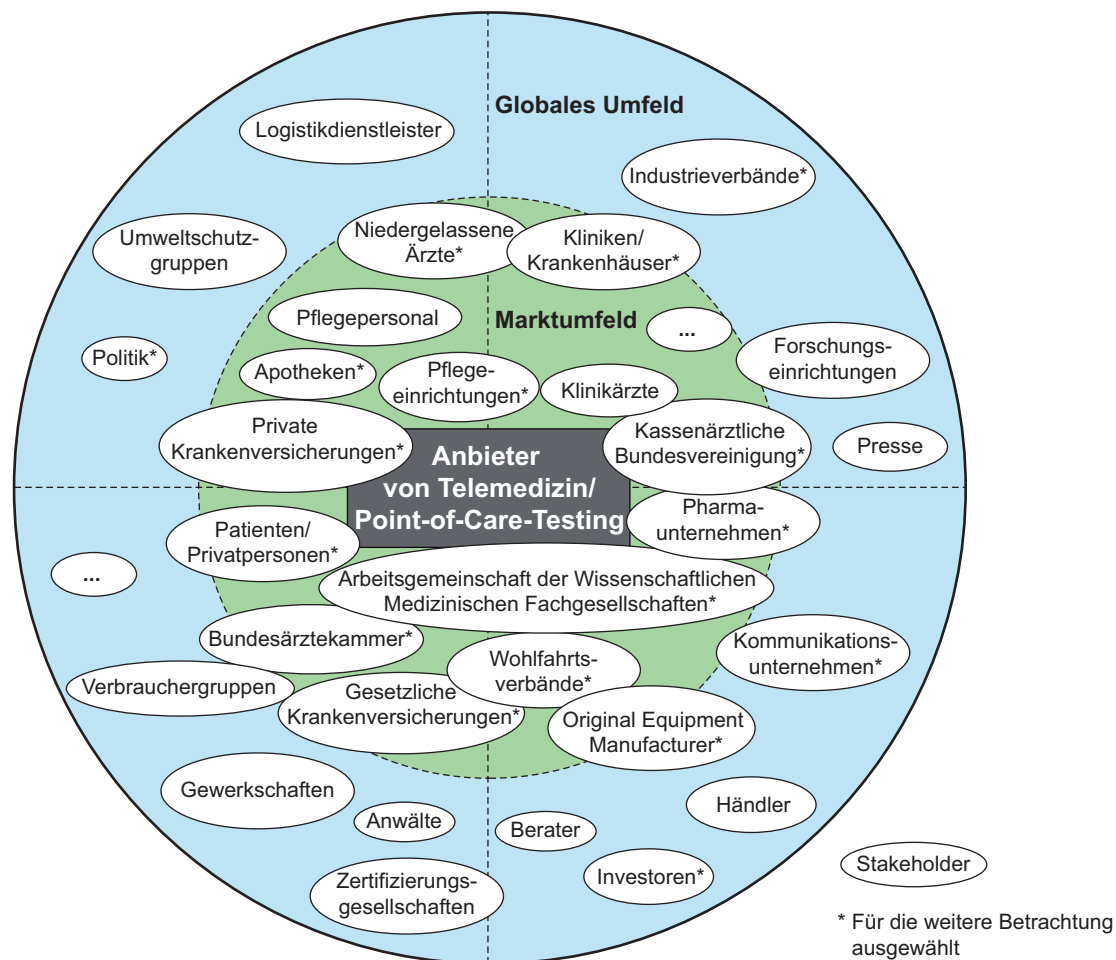 Globales Umfeld
Logistikdienstleister
Industrieverbände*
Umweltschutz-
gruppen
Niedergelassene
Ärzte*
Kliniken/
Krankenhäuser*
Pflegepersonal
Marktumfeld
...
Politik*
Apotheken*
Pflege-
einrichtungen*
Klinikärzte
Forschungs-
einrichtungen
Private
Krankenversicherungen*
Anbieter
von Telemedizin/
Point-of-Care-Testing
Kassenärztliche
Bundesvereinigung*
Presse
Patienten/
Privatpersonen*
Pharma-
unternehmen*
...
Arbeitsgemeinschaft der Wissenschaftlichen
Medizinischen Fachgesellschaften*
Bundesärztekammer*
Wohlfahrts-
verbände*
Kommunikations-
unternehmen*
Verbrauchergruppen
Gesetzliche
Krankenversicherungen*
Original Equipment
Manufacturer*
Gewerkschaften
Anwälte
Berater
Händler
Zertifizierungs-
gesellschaften
Investoren*
Stakeholder
* Für die weitere Betrachtung
ausgewählt